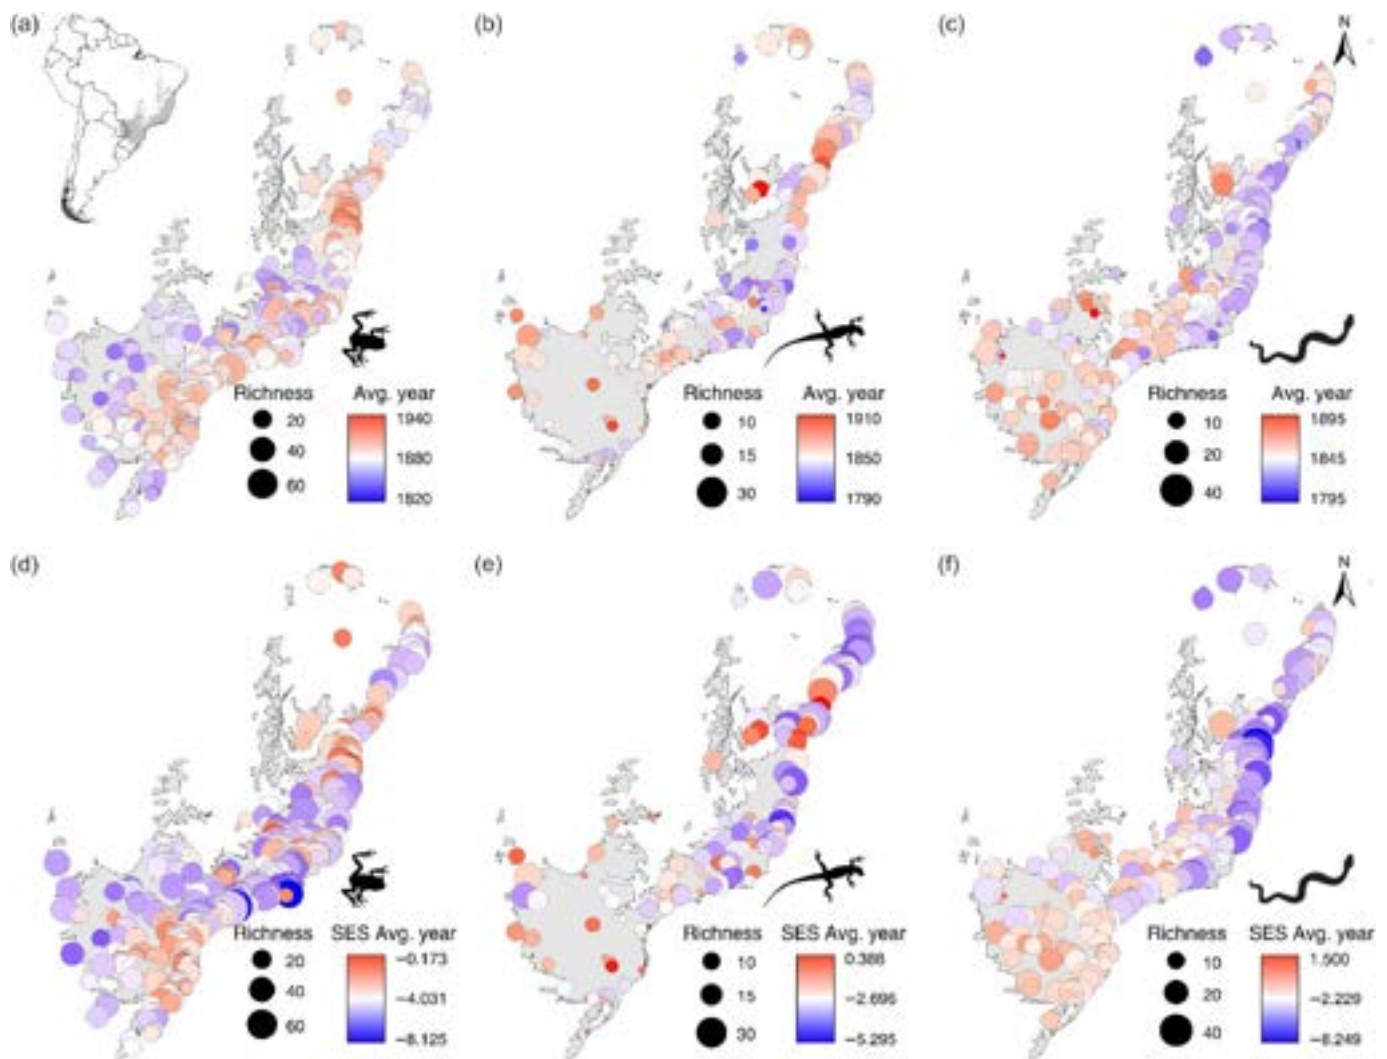 (a)
(b)
(c)
N
Richness
20
40
60
Avg. year
1940
1880
1820
Richness
10
15
30
Avg. year
1910
1850
1790
Richness
10
20
40
Avg. year
1895
1845
1795
(d)
(e)
(f)
N
Richness
20
40
60
SES Avg. year
−0.173
−4.031
−8.125
Richness
10
15
30
SES Avg. year
0.388
−2.696
−5.295
Richness
10
20
40
SES Avg. year
1.500
−2.229
−8.249